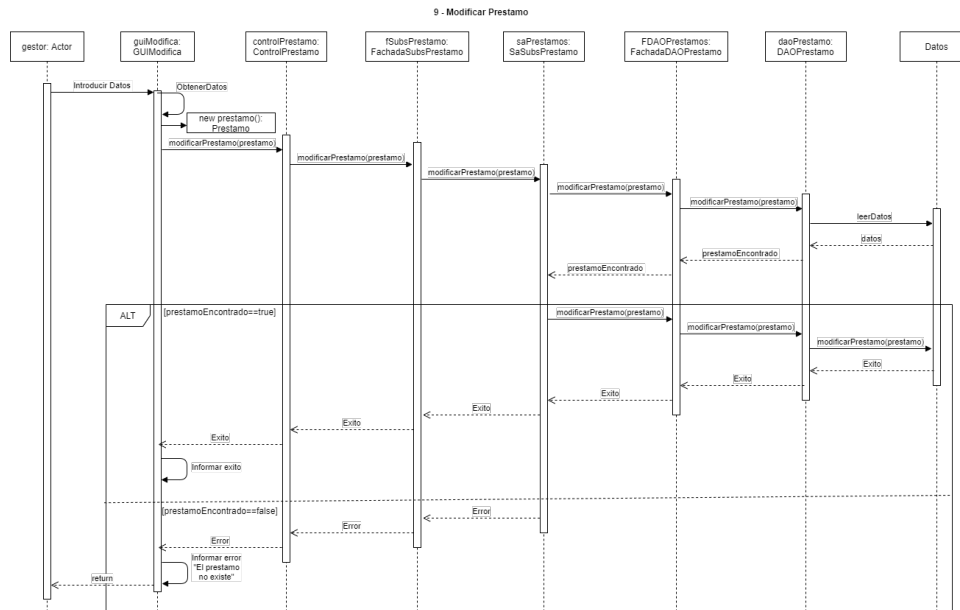 9 - Modificar Prestamo
gestor: Actor
guiModifica:
GUIModifica
controlPrestamo:
ControlPrestamo
fSubsPrestamo:
FachadaSubsPrestamo
saPrestamos:
SaSubsPrestamo
FDAOPrestamos:
FachadaDAOPrestamo
daoPrestamo:
DAOPrestamo
Datos
Introducir Datos
ObtenerDatos
new prestamo():
Prestamo
modificarPrestamo(prestamo)
modificarPrestamo(prestamo)
modificarPrestamo(prestamo)
modificarPrestamo(prestamo)
modificarPrestamo(prestamo)
leerDatos
datos
prestamoEncontrado
prestamoEncontrado
ALT
[prestamoEncontrado==true]
modificarPrestamo(prestamo)
modificarPrestamo(prestamo)
modificarPrestamo(prestamo)
Exito
Exito
Exito
Exito
Exito
Exito
Informar exito
[prestamoEncontrado==false]
Error
Error
Error
Informar error
"El prestamo
no existe"
return